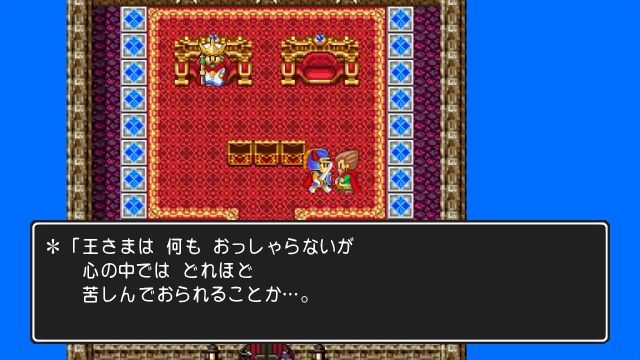 ＊「王さまは 何も おっしゃらないが
心の中では どれほど
苦しんでおられることか…。